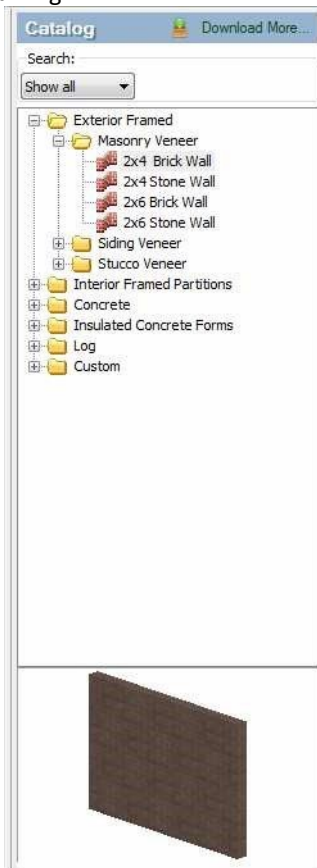 Catalog Download More...
Search:
Show all
Exterior Framed
Masonry Veneer
2x4 Brick Wall
2x4 Stone Wall
2x6 Brick Wall
2x6 Stone Wall
Siding Veneer
Stucco Veneer
Interior Framed Partitions
Concrete
Insulated Concrete Forms
Log
Custom